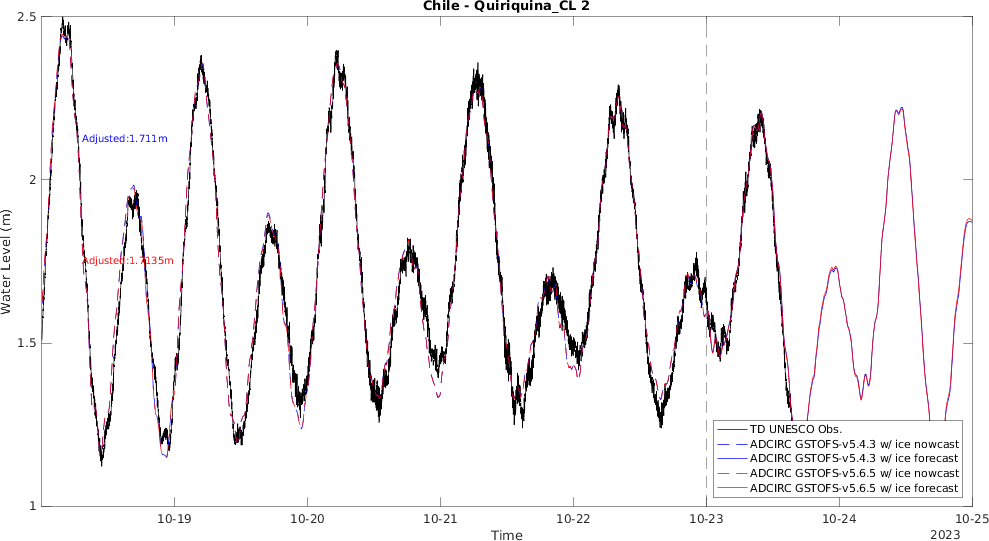 Chile - Quiriquina_CL 2
2.5
2
1.5
1
Water Level (m)
Adjusted:1.711m
Adjusted:1.7135m
TD UNESCO Obs.
ADCIRC GSTOFS-v5.4.3 w/ ice nowcast
ADCIRC GSTOFS-v5.4.3 w/ ice forecast
ADCIRC GSTOFS-v5.6.5 w/ ice nowcast
ADCIRC GSTOFS-v5.6.5 w/ ice forecast
10-19 10-20 10-21 10-22 10-23 10-24 10-25
Time
2023